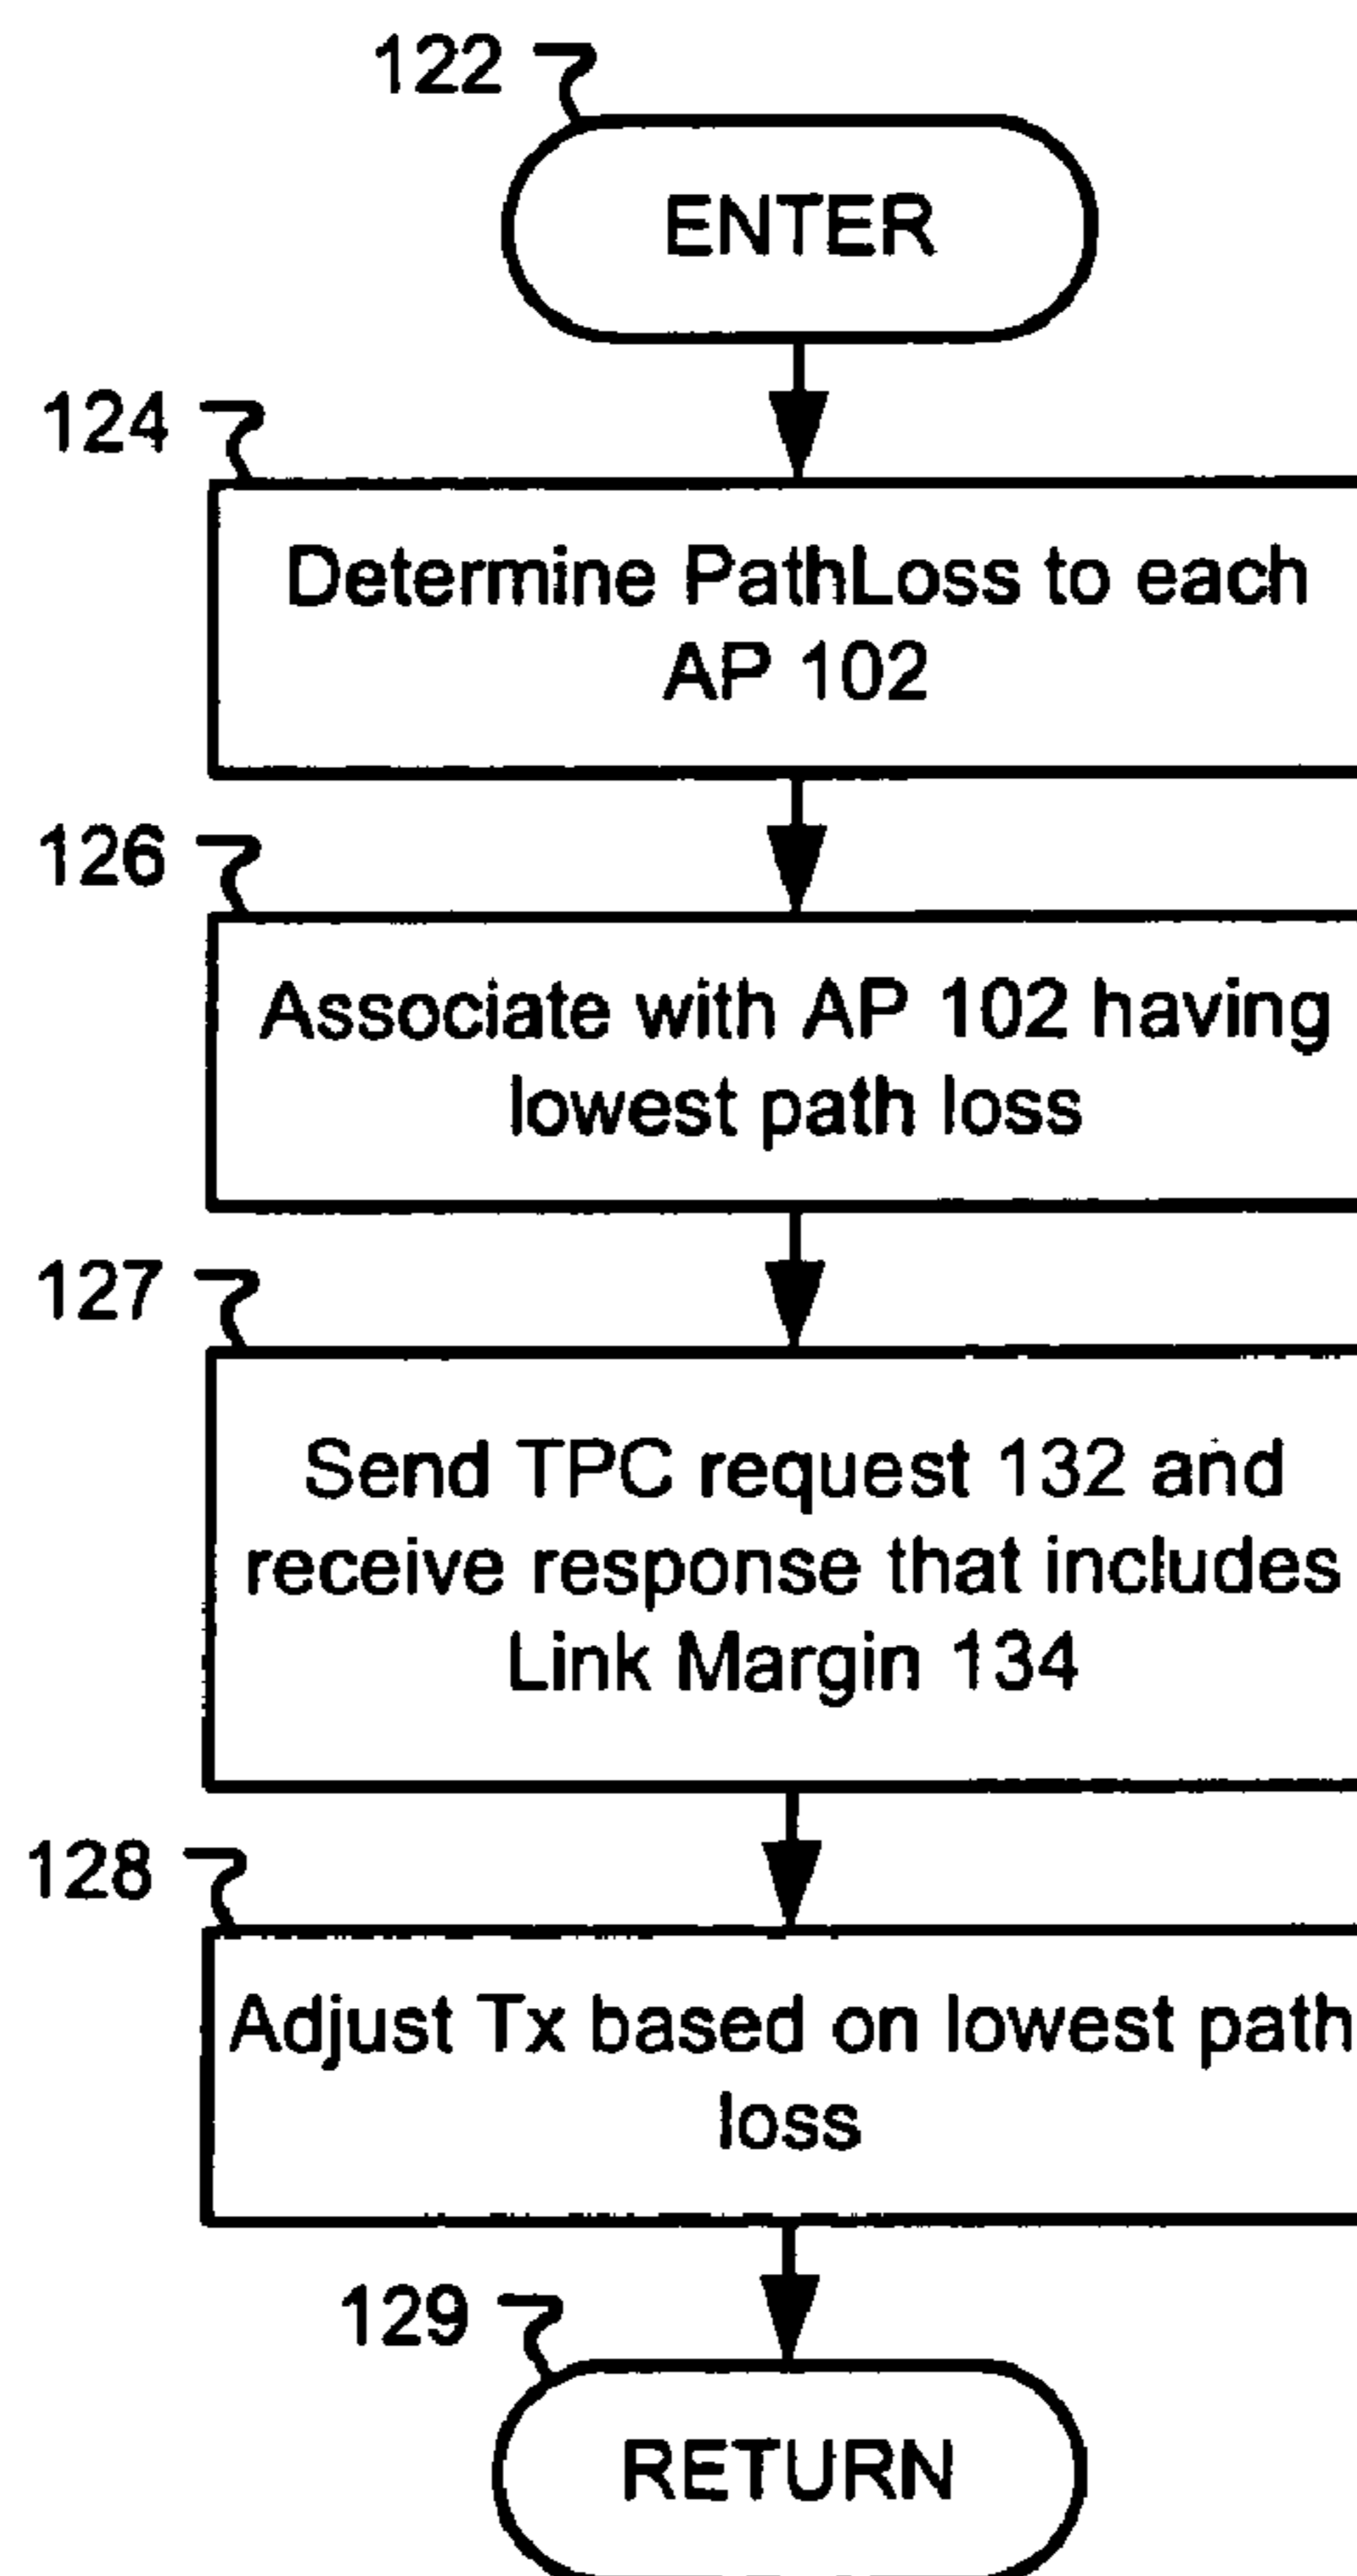 122
ENTER
124
Determine PathLoss to each
AP 102
126
Associate with AP 102 having
lowest path loss
127
Send TPC request 132 and
receive response that includes
Link Margin 134
128
Adjust Tx based on lowest path
loss
129
RETURN